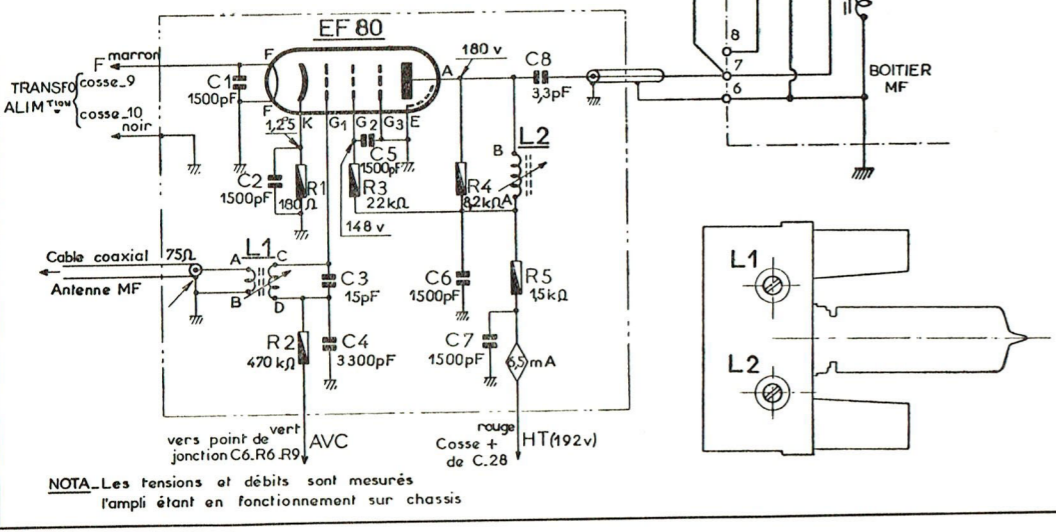 EF 80
F
marron
F
A
180 v
C8
3,3pF
8
7
6
BOITIER
MF
TRANSFO
ALIMTION
cosse_9
cosse_10
noir
C1
1500pF
F
1,25
K
G1
G2
G3
E
C5
1500pF
L2
B
A
C2
1500pF
R1
180Ω
R3
22kΩ
R4
8,2kΩ
148 v
Cable coaxial 75Ω
Antenne MF
L1
A
C
B
D
C3
15pF
C6
1500pF
R5
1,5kΩ
R2
470 kΩ
C4
3300pF
C7
1500pF
6,5 mA
L1
L2
vert
vers point de
jonction C6.R6.R9
AVC
rouge
Cosse +
de C.28
HT(192v)
NOTA_Les tensions et débits sont mesurés
l'ampli étant en fonctionnement sur chassis